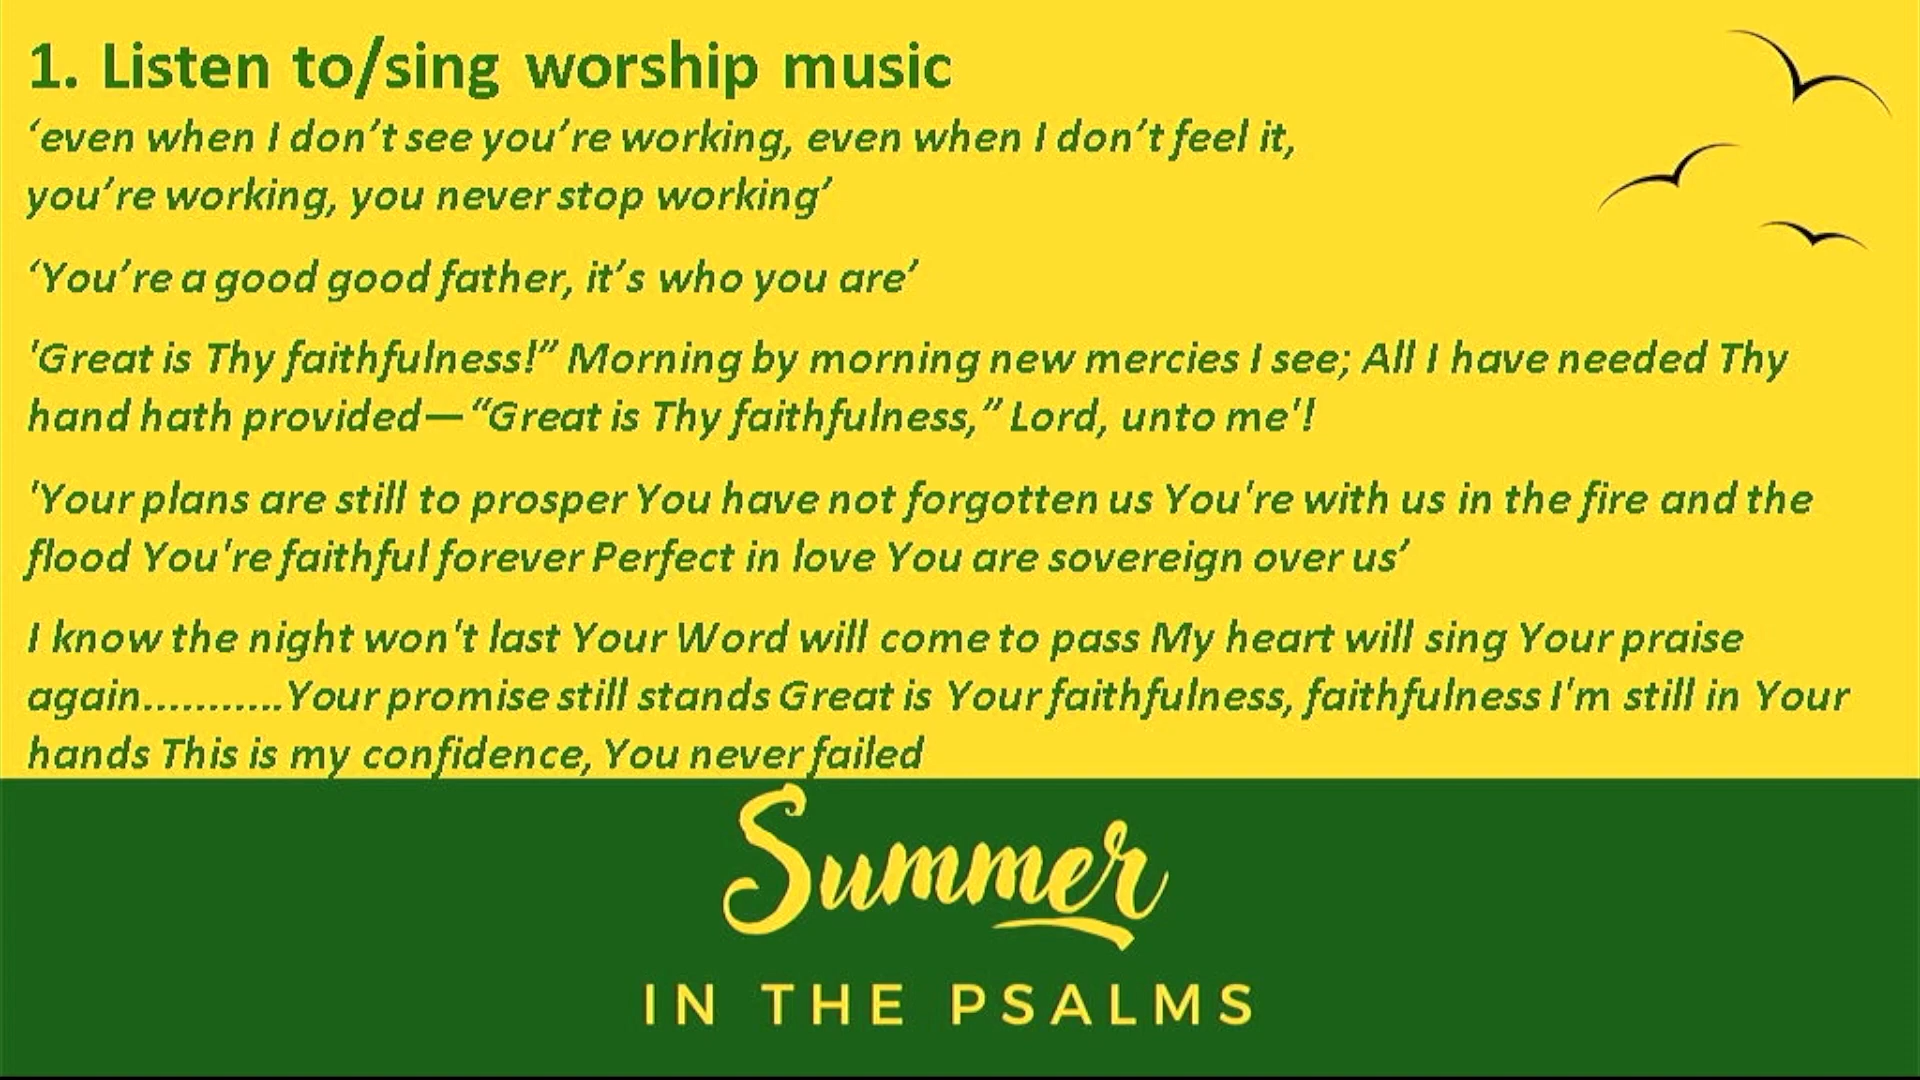 1. Listen to/sing worship music
‘even when I don’t see you’re working, even when I don’t feel it,
you’re working, you never stop working’
‘You’re a good good father, it’s who you are’
'Great is Thy faithfulness!” Morning by morning new mercies I see; All I have needed Thy
hand hath provided—“Great is Thy faithfulness,” Lord, unto me'!
'Your plans are still to prosper You have not forgotten us You're with us in the fire and the
flood You're faithful forever Perfect in love You are sovereign over us’
I know the night won't last Your Word will come to pass My heart will sing Your praise
again...........Your promise still stands Great is Your faithfulness, faithfulness I'm still in Your
hands This is my confidence, You never failed
Summer
IN THE PSALMS